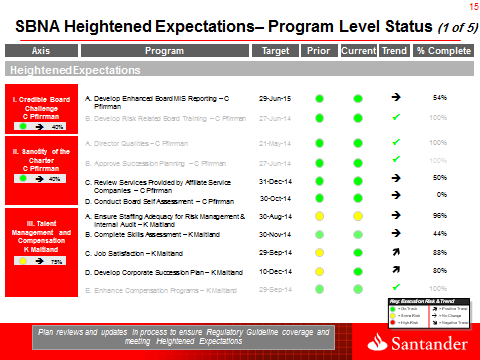 15
SBNA Heightened Expectations– Program Level Status (1 of 5)
Axis Program Target Prior Current Trend % Complete
Heightened Expectations
I. Credible Board
Challenge
C Pfirrman
40%
A. Develop Enhanced Board MIS Reporting – C
Pfirrman
29-Jun-15 54%
B. Develop Risk Related Board Training – C Pfirrman 27-Jun-14 100%
II. Sanctity of the
Charter
C Pfirrman
40%
A. Director Qualities – C Pfirrman 21-May-14 100%
B. Approve Succession Planning – C Pfirrman 27-Jun-14 100%
C. Review Services Provided by Affiliate Service
Companies – C Pfirrman
31-Dec-14 50%
D. Conduct Board Self Assessment – C Pfirrman 30-Oct-14 0%
III. Talent
Management and
Compensation
K Maitland
75%
A. Ensure Staffing Adequacy for Risk Management &
Internal Audit – K Maitland
30-Aug-14 96%
B. Complete Skills Assessment – K Maitland 30-Nov-14 44%
C. Job Satisfaction – K Maitland 29-Sep-14 88%
D. Develop Corporate Succession Plan – K Maitland 10-Dec-14 80%
E. Enhance Compensation Programs – K Maitland 29-Sep-14 100%
Key: Execution Risk & Trend
= On Track = Positive Trend
= Some Risk = No Change
= High Risk = Negative Trend
Plan reviews and updates in process to ensure Regulatory Guideline coverage and
meeting Heightened Expectations
Santander